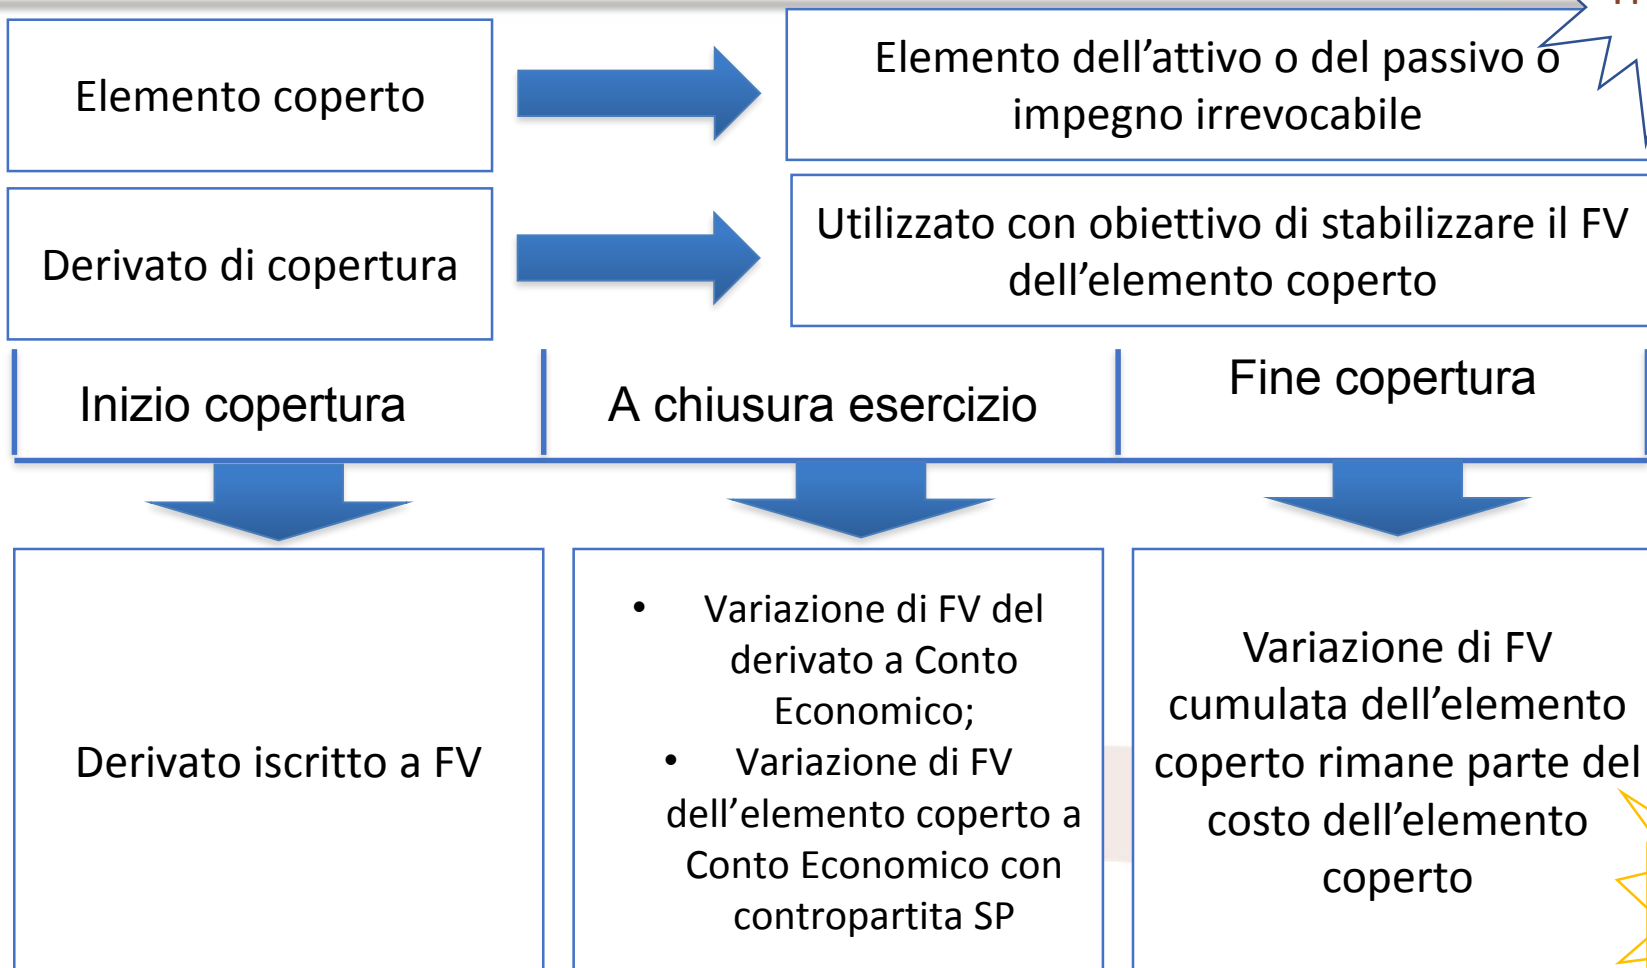 Elemento coperto
Elemento dell’attivo o del passivo o
impegno irrevocabile
Derivato di copertura
Utilizzato con obiettivo di stabilizzare il FV
dell’elemento coperto
Inizio copertura
A chiusura esercizio
Fine copertura
Derivato iscritto a FV
• Variazione di FV del
derivato a Conto
Economico;
• Variazione di FV
dell’elemento coperto a
Conto Economico con
contropartita SP
Variazione di FV
cumulata dell’elemento
coperto rimane parte del
costo dell’elemento
coperto